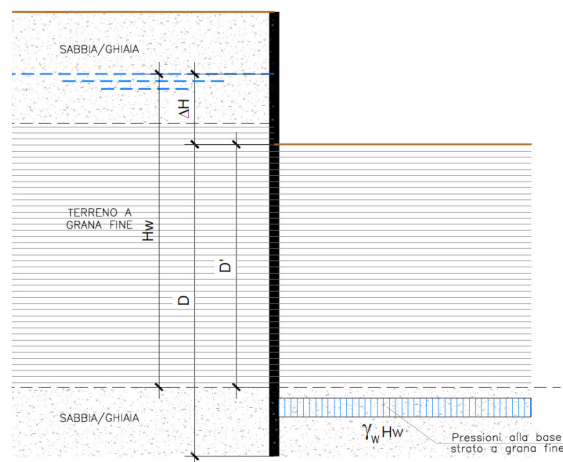 SABBIA/GHIAIA
ΔH
TERRENO A
GRANA FINE
Hw
D'
D
SABBIA/GHIAIA
γw Hw
Pressioni alla base
strato a grana fine